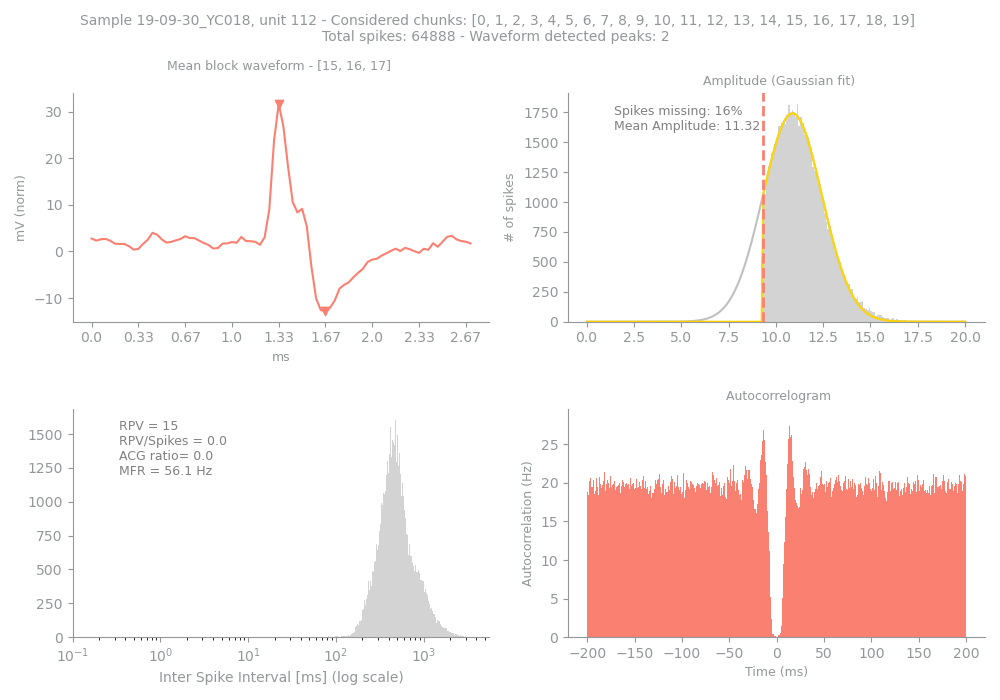 Sample 19-09-30_YC018, unit 112 - Considered chunks: [0, 1, 2, 3, 4, 5, 6, 7, 8, 9, 10, 11, 12, 13, 14, 15, 16, 17, 18, 19]
Total spikes: 64888 - Waveform detected peaks: 2
Mean block waveform - [15, 16, 17]
mV (norm)
30
20
10
0
−10
0.0 0.33 0.67 1.0 1.33 1.67 2.0 2.33 2.67
ms
Amplitude (Gaussian fit)
Spikes missing: 16%
Mean Amplitude: 11.32
# of spikes
1750
1500
1250
1000
750
500
250
0
0.0 2.5 5.0 7.5 10.0 12.5 15.0 17.5 20.0
RPV = 15
RPV/Spikes = 0.0
ACG ratio= 0.0
MFR = 56.1 Hz
1500
1250
1000
750
500
250
0
10⁻¹ 10⁰ 10¹ 10² 10³
Inter Spike Interval [ms] (log scale)
Autocorrelogram
Autocorrelation (Hz)
25
20
15
10
5
0
−200 −150 −100 −50 0 50 100 150 200
Time (ms)